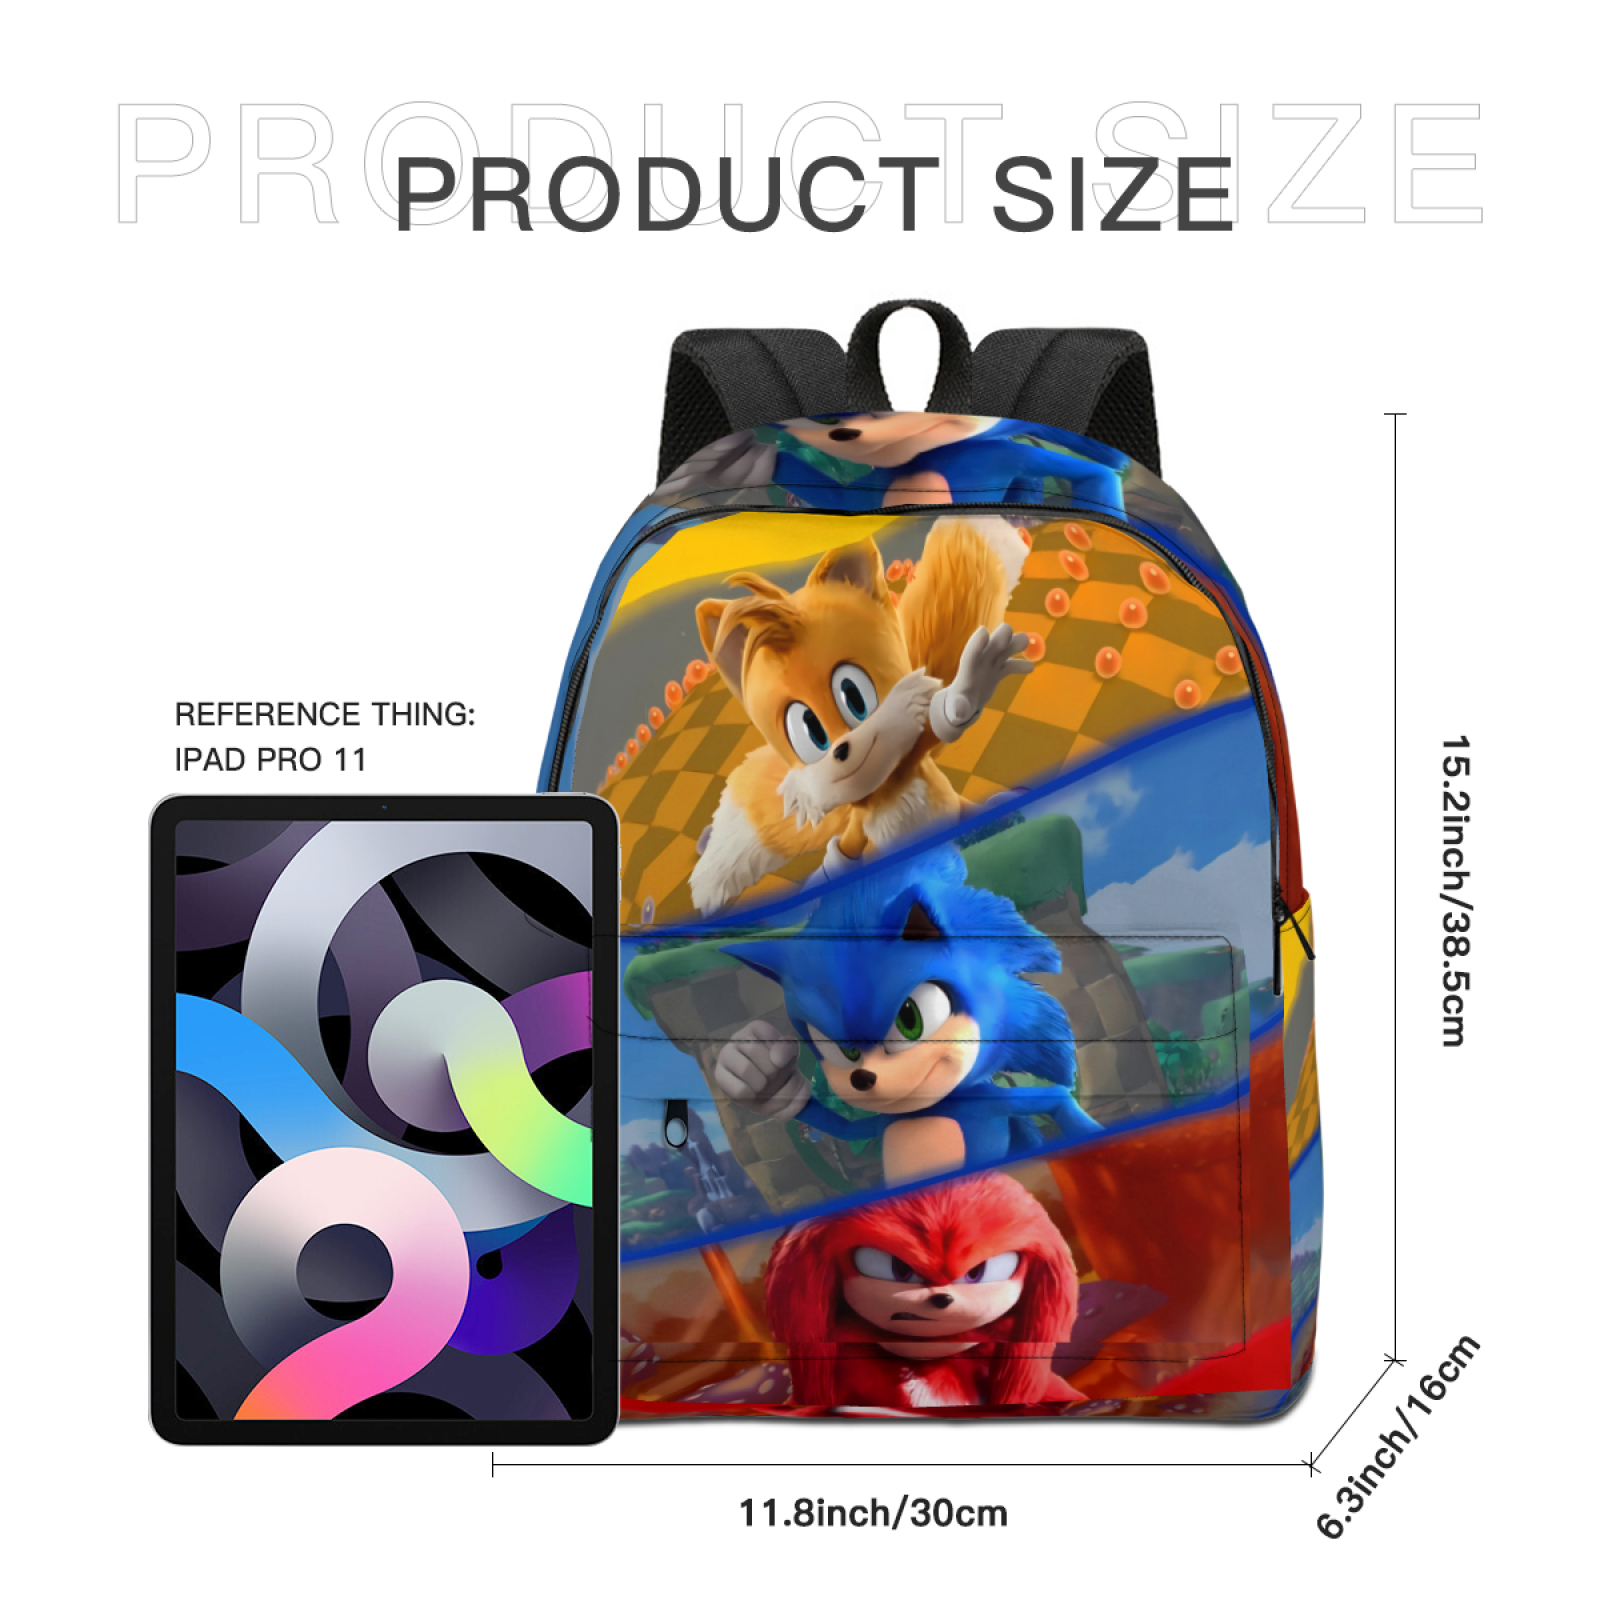 PRODUCT SIZE
PRODUCT SIZE
REFERENCE THING:
IPAD PRO 11
15.2inch/38.5cm
6.3inch/16cm
11.8inch/30cm